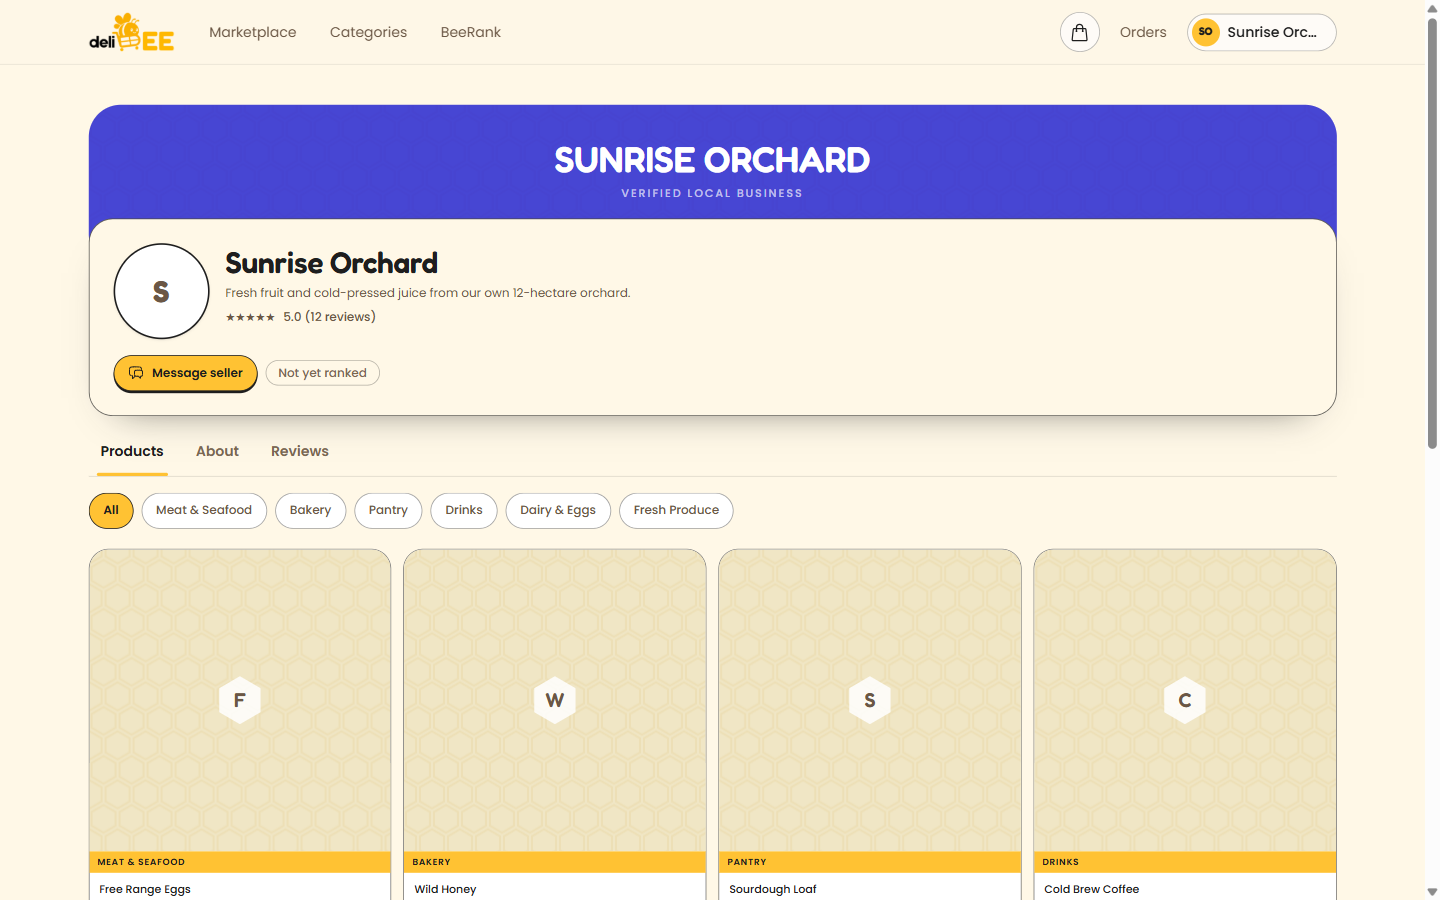 deli BEE
Marketplace
Categories
BeeRank
Orders
SO
Sunrise Orc...
SUNRISE ORCHARD
VERIFIED LOCAL BUSINESS
S
Sunrise Orchard
Fresh fruit and cold-pressed juice from our own 12-hectare orchard.
★★★★★ 5.0 (12 reviews)
Message seller
Not yet ranked
Products
About
Reviews
All
Meat & Seafood
Bakery
Pantry
Drinks
Dairy & Eggs
Fresh Produce
F
W
S
C
MEAT & SEAFOOD
BAKERY
PANTRY
DRINKS
Free Range Eggs
Wild Honey
Sourdough Loaf
Cold Brew Coffee